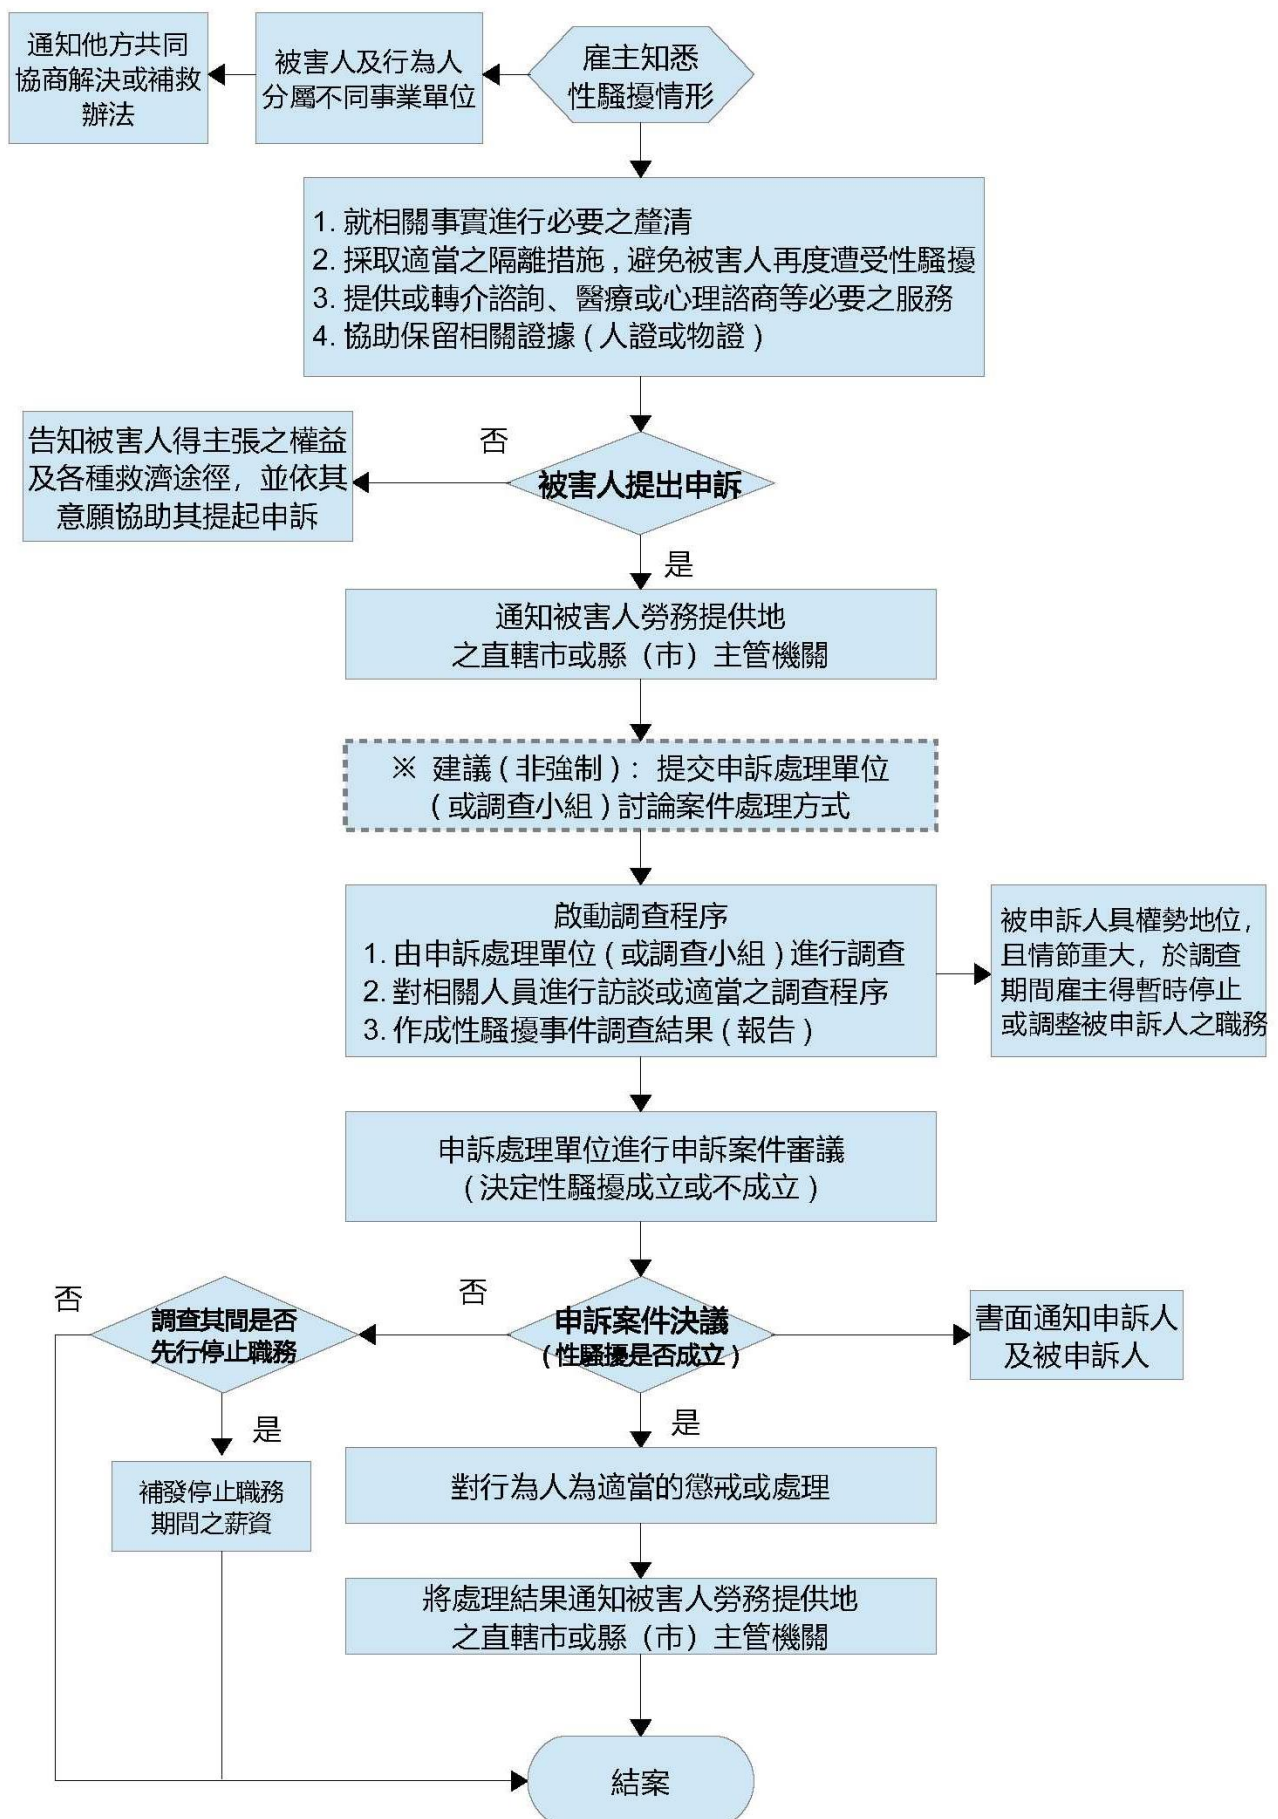 雇主知悉
性騷擾情形
被害人及行為人
分屬不同事業單位
通知他方共同
協商解決或補救
辦法
1. 就相關事實進行必要之釐清
2. 採取適當之隔離措施 , 避免被害人再度遭受性騷擾
3. 提供或轉介諮詢、醫療或心理諮商等必要之服務
4. 協助保留相關證據 ( 人證或物證 )
被害人提出申訴
否
告知被害人得主張之權益
及各種救濟途徑，並依其
意願協助其提起申訴
是
通知被害人勞務提供地
之直轄市或縣（市）主管機關
※ 建議 ( 非強制 ) : 提交申訴處理單位
( 或調查小組 ) 討論案件處理方式
啟動調查程序
1. 由申訴處理單位 ( 或調查小組 ) 進行調查
2. 對相關人員進行訪談或適當之調查程序
3. 作成性騷擾事件調查結果 ( 報告 )
被申訴人具權勢地位，
且情節重大，於調查
期間雇主得暫時停止
或調整被申訴人之職務
申訴處理單位進行申訴案件審議
( 決定性騷擾成立或不成立 )
申訴案件決議
( 性騷擾是否成立 )
書面通知申訴人
及被申訴人
否
調查其間是否
先行停止職務
否
是
補發停止職務
期間之薪資
是
對行為人為適當的懲戒或處理
將處理結果通知被害人勞務提供地
之直轄市或縣（市）主管機關
結案